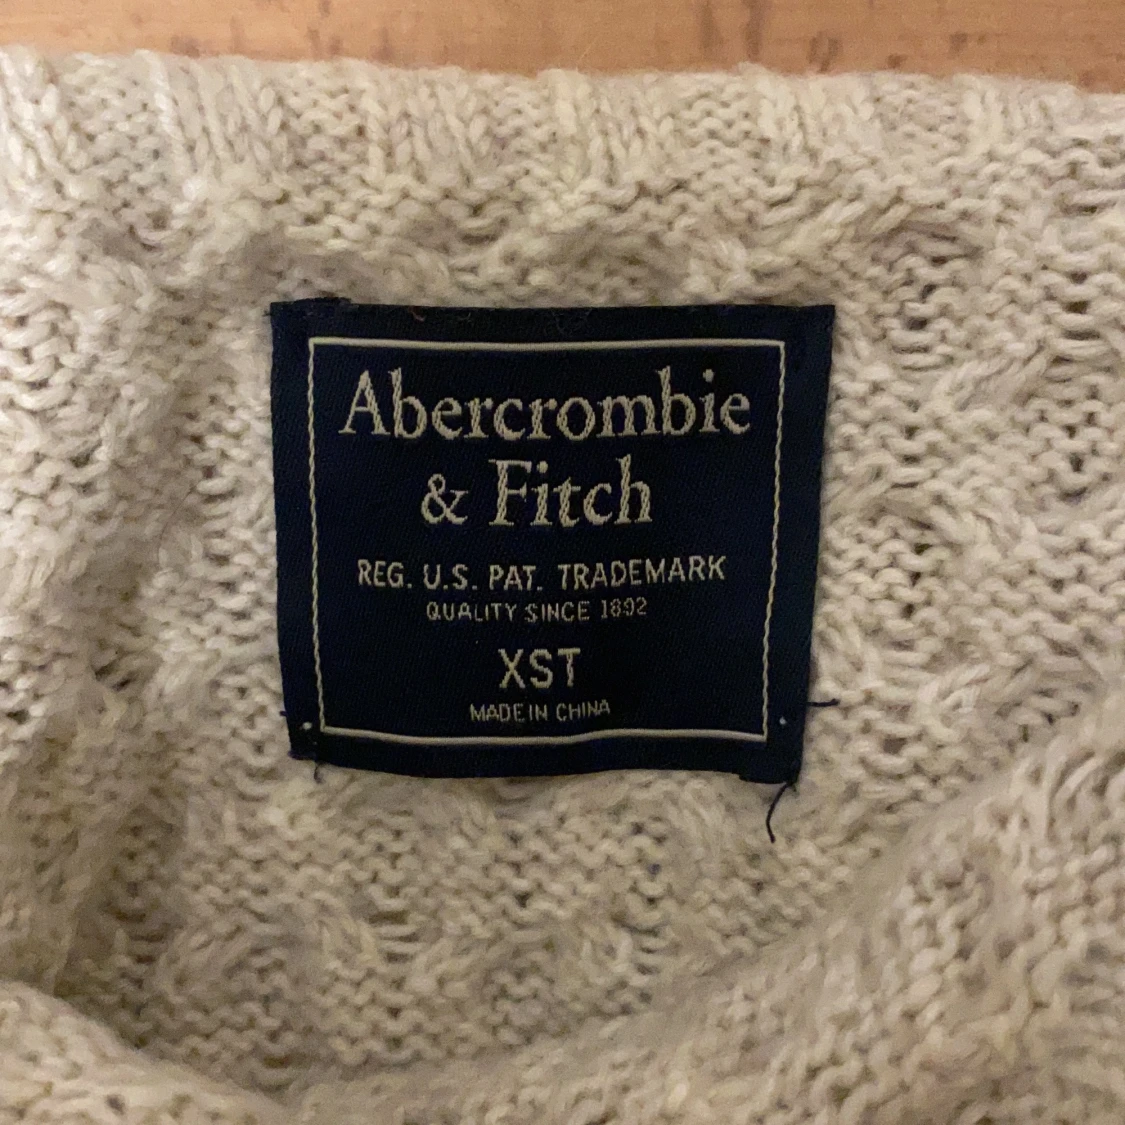 Abercrombie
& Fitch
REG. U.S. PAT. TRADEMARK
QUALITY SINCE 1892
XST
MADE IN CHINA